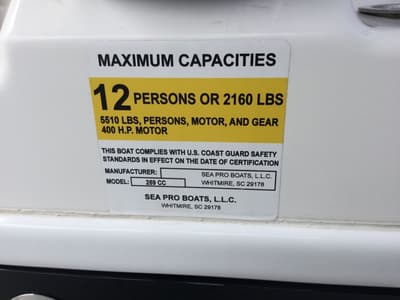 MAXIMUM CAPACITIES
12 PERSONS OR 2160 LBS
5510 LBS, PERSONS, MOTOR, AND GEAR
400 H.P. MOTOR
THIS BOAT COMPLIES WITH U.S. COAST GUARD SAFETY
STANDARDS IN EFFECT ON THE DATE OF CERTIFICATION
MANUFACTURER: SEA PRO BOATS, L.L.C.
MODEL: 259 CC WHITMIRE, SC 29178
SEA PRO BOATS, L.L.C.
WHITMIRE, SC 29178